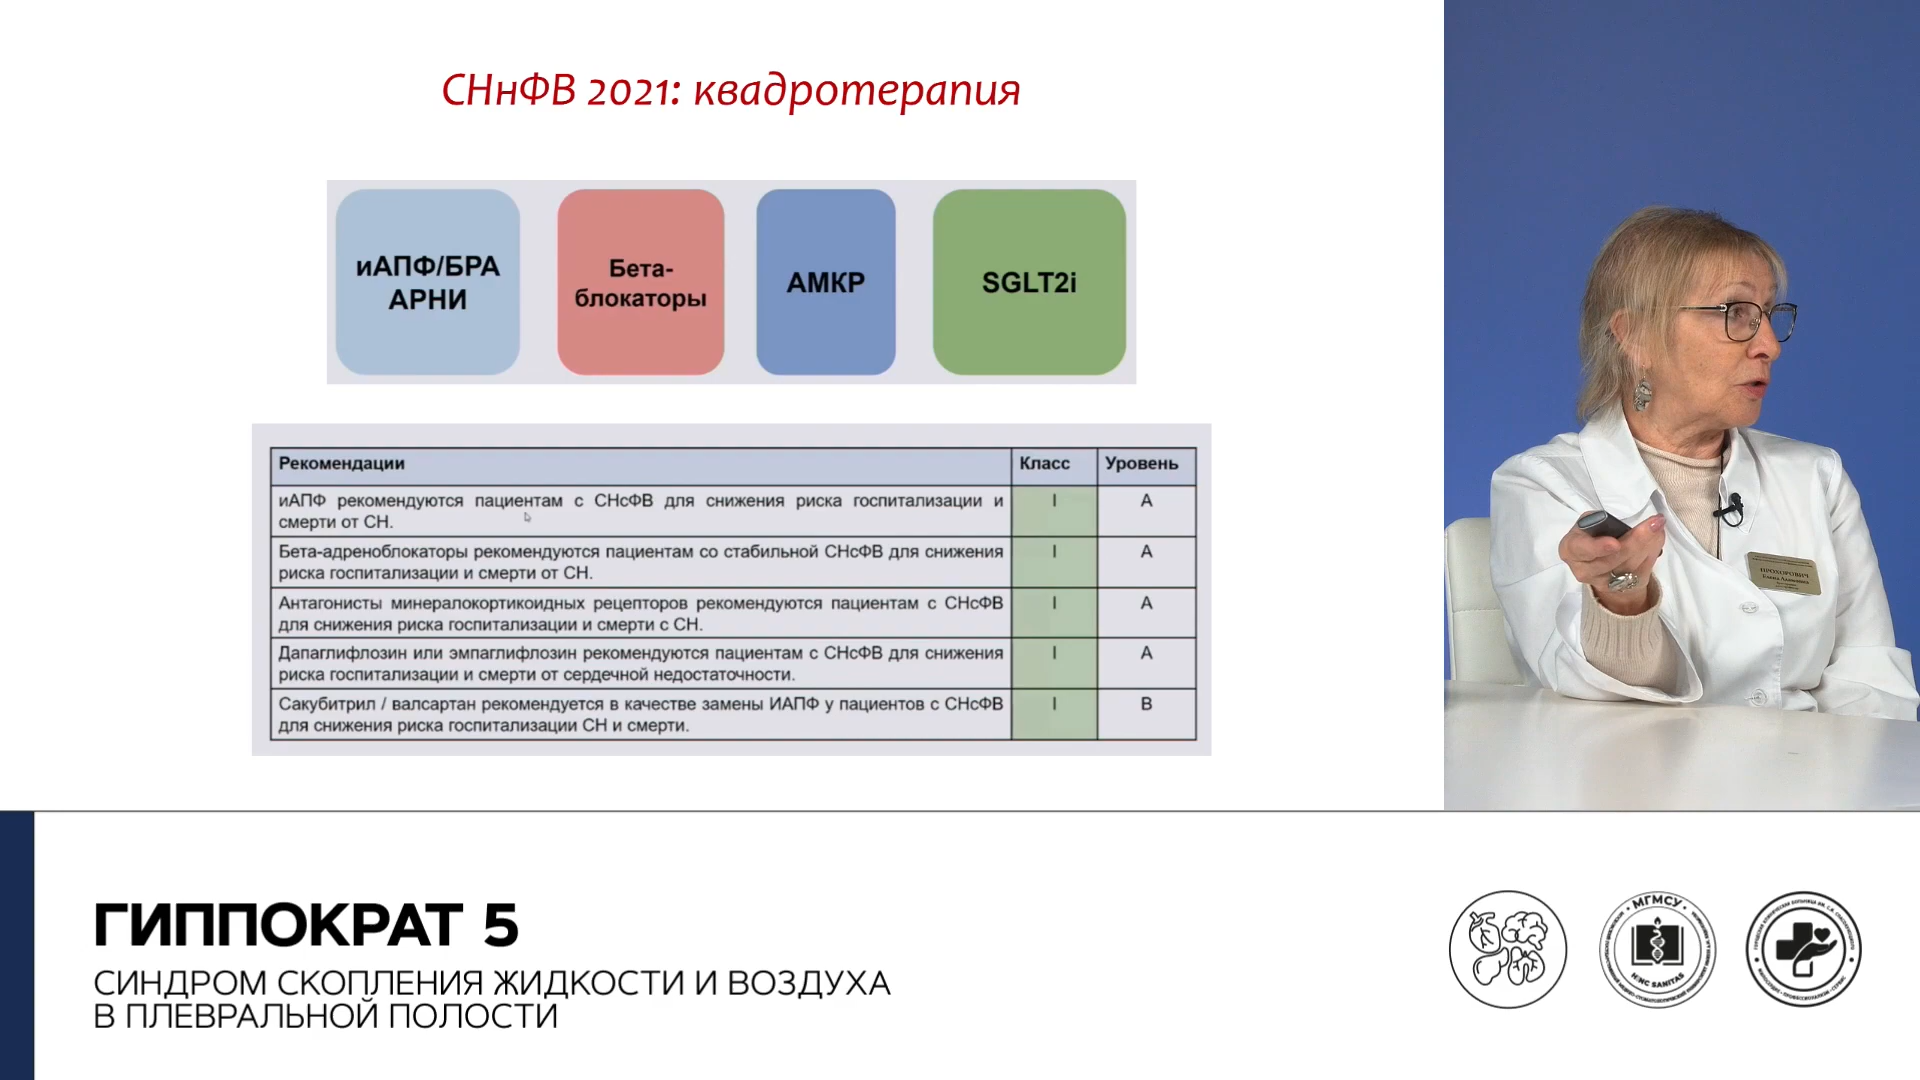 СНнФВ 2021: квадротерапия
иАПФ/БРА
АРНИ
Бета-
блокаторы
АМКР
SGLT2i
Рекомендации Класс Уровень
иАПФ рекомендуются пациентам с СНсФВ для снижения риска госпитализации и I A
смерти от СН.
Бета-адреноблокаторы рекомендуются пациентам со стабильной СНсФВ для снижения I A
риска госпитализации и смерти от СН.
Антагонисты минералокортикоидных рецепторов рекомендуются пациентам с СНсФВ I A
для снижения риска госпитализации и смерти с СН.
Дапаглифлозин или эмпаглифлозин рекомендуются пациентам с СНсФВ для снижения I A
риска госпитализации и смерти от сердечной недостаточности.
Сакубитрил / валсартан рекомендуется в качестве замены ИАПФ у пациентов с СНсФВ I B
для снижения риска госпитализации СН и смерти.
ПРОХОРОВИЧ
ГИППОКРАТ 5
СИНДРОМ СКОПЛЕНИЯ ЖИДКОСТИ И ВОЗДУХА
В ПЛЕВРАЛЬНОЙ ПОЛОСТИ
МГМСУ
HINC SANITAS